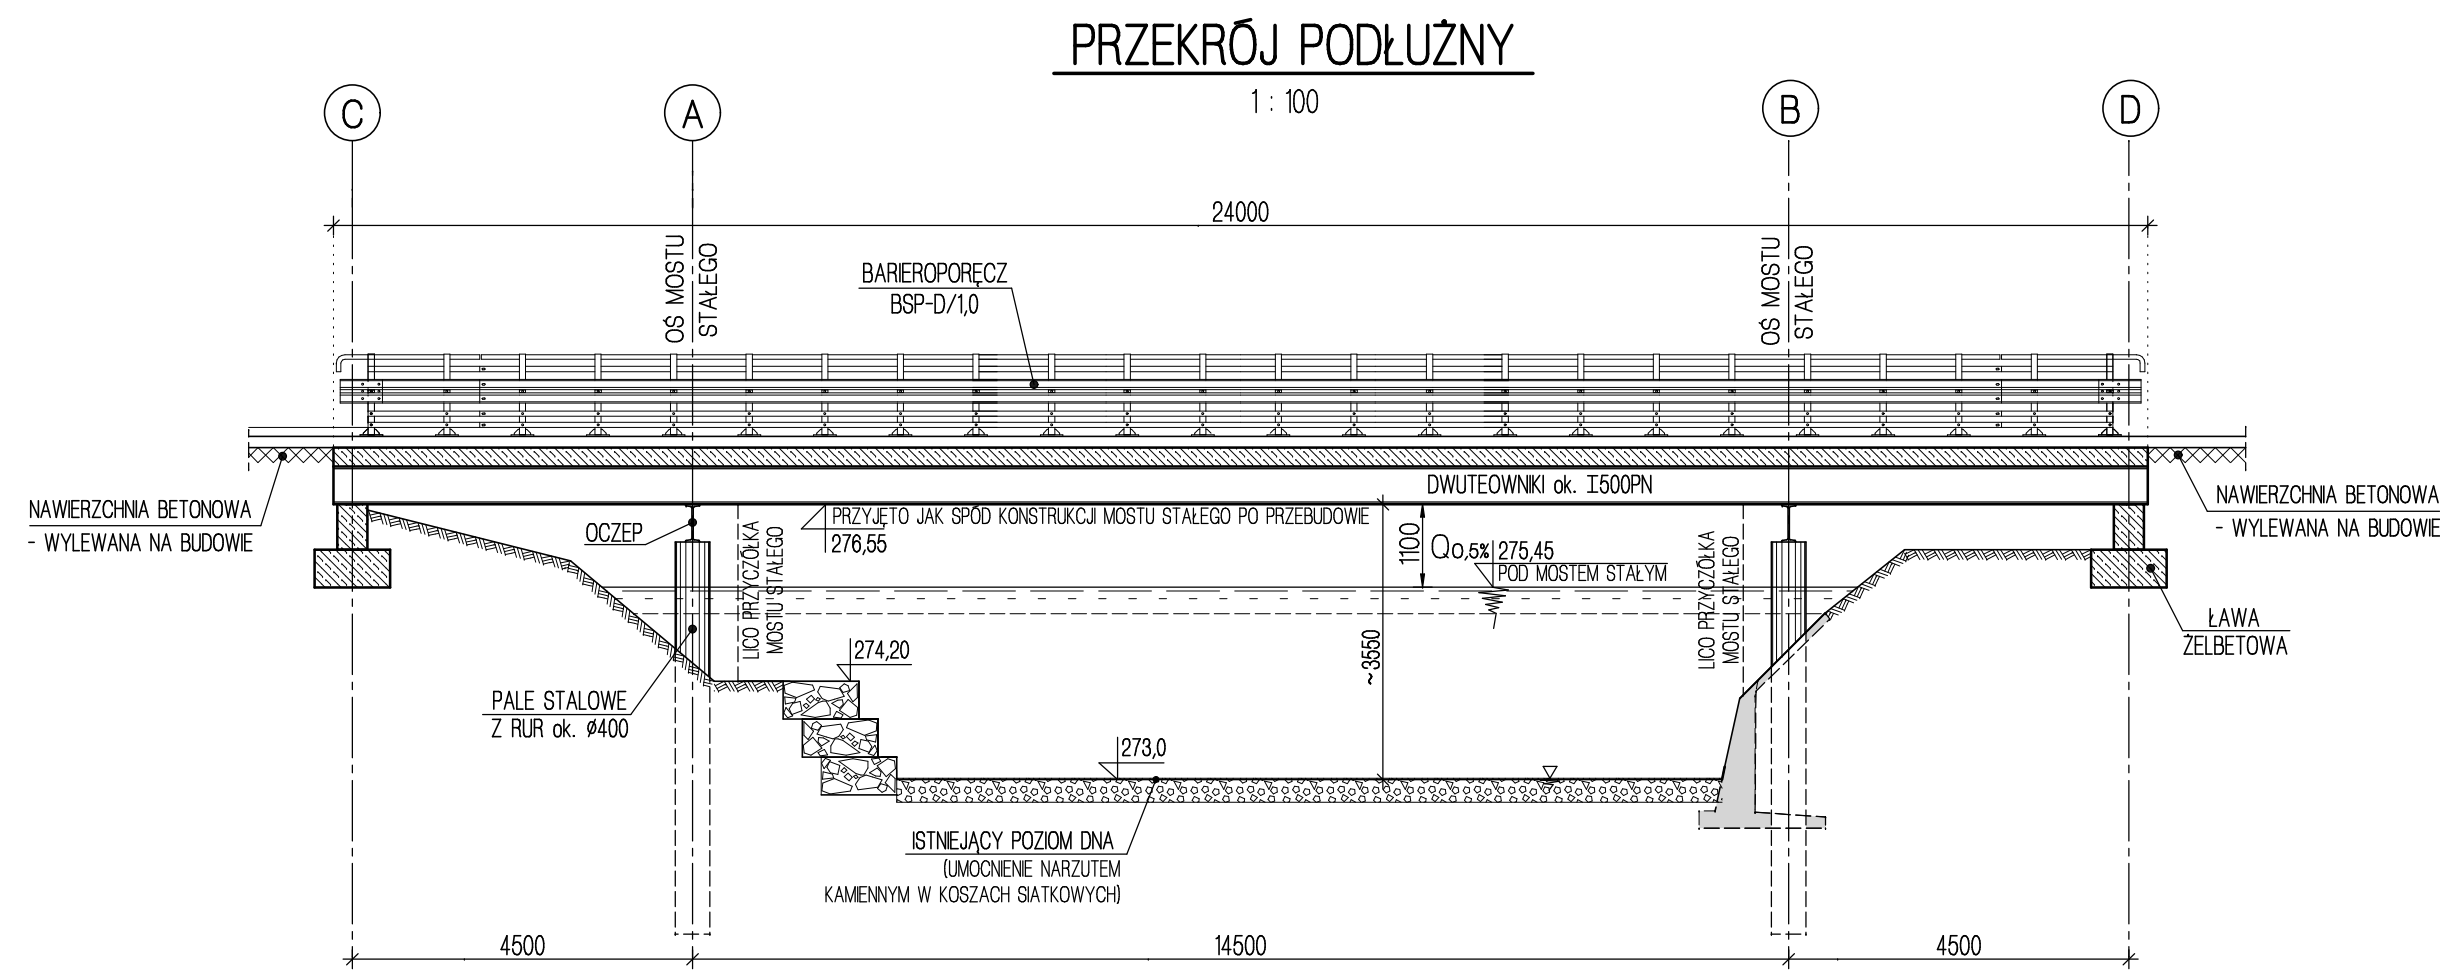 PRZEKRÓJ PODŁUŻNY
1 : 100
C
A
B
D
24000
OŚ MOSTU
STAŁEGO
OŚ MOSTU
STAŁEGO
BARIEROPORĘCZ
BSP-D/1,0
DWUTEOWNIKI ok. I500PN
NAWIERZCHNIA BETONOWA
- WYLEWANA NA BUDOWIE
NAWIERZCHNIA BETONOWA
- WYLEWANA NA BUDOWIE
OCZEP
LICO PRZYCZÓŁKA
MOSTU STAŁEGO
PRZYJĘTO JAK SPÓD KONSTRUKCJI MOSTU STAŁEGO PO PRZEBUDOWIE
276,55
1100
Q0,5% 275,45
POD MOSTEM STAŁYM
LICO PRZYCZÓŁKA
MOSTU STAŁEGO
~3550
ŁAWA
ŻELBETOWA
274,20
PALE STALOWE
Z RUR ok. Ø400
273,0
ISTNIEJĄCY POZIOM DNA
(UMOCNIENIE NARZUTEM
KAMIENNYM W KOSZACH SIATKOWYCH)
4500
14500
4500